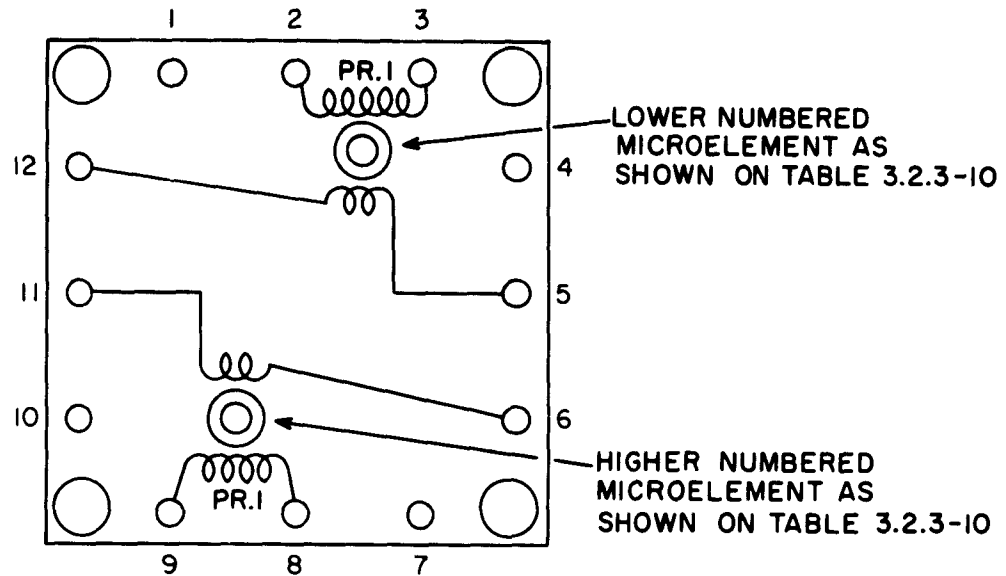 1 2 3
PR.1
LOWER NUMBERED
MICROELEMENT AS
SHOWN ON TABLE 3.2.3-10
12 4
11 5
10 6
HIGHER NUMBERED
MICROELEMENT AS
SHOWN ON TABLE 3.2.3-10
PR.1
9 8 7